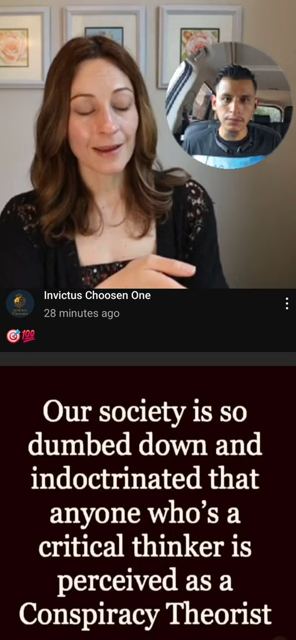 Invictus Choosen One
28 minutes ago
🎯💯
Our society is so
dumbed down and
indoctrinated that
anyone who's a
critical thinker is
perceived as a
Conspiracy Theorist